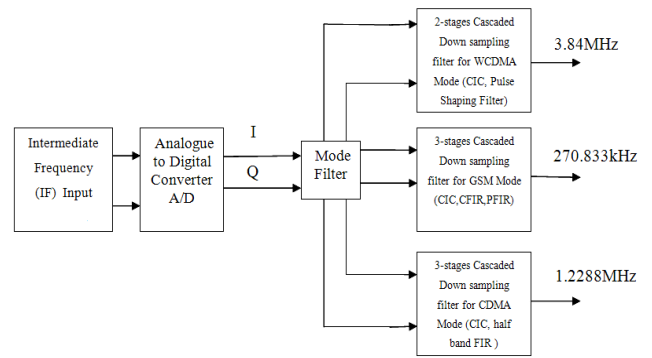 Intermediate
Frequency
(IF) Input
Analogue
to Digital
Converter
A/D
I
Q
Mode
Filter
2-stages Cascaded
Down sampling
filter for WCDMA
Mode (CIC, Pulse
Shaping Filter)
3.84MHz
3-stages Cascaded
Down sampling
filter for GSM Mode
(CIC,CFIR,PFIR)
270.833kHz
3-stages Cascaded
Down sampling
filter for CDMA
Mode (CIC, half
band FIR )
1.2288MHz